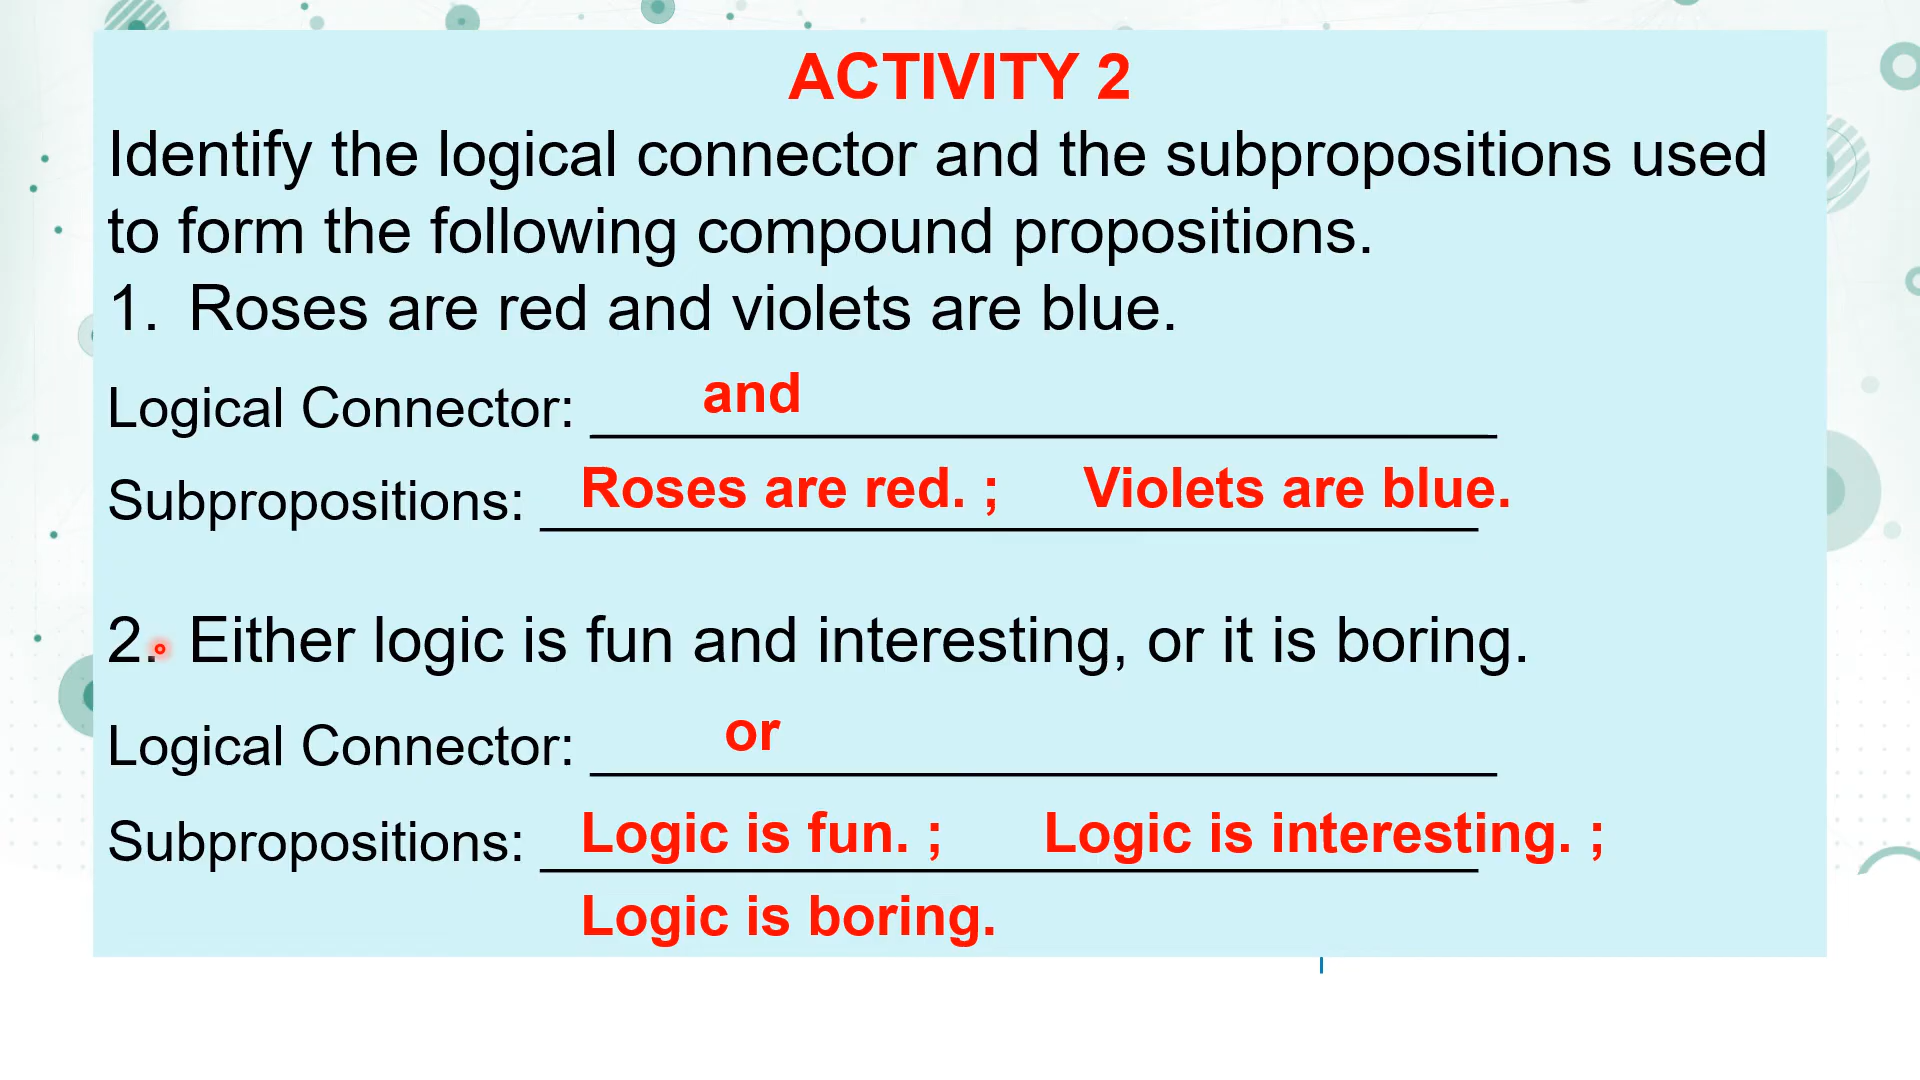 ACTIVITY 2
Identify the logical connector and the subpropositions used
to form the following compound propositions.
1. Roses are red and violets are blue.
Logical Connector: and
Subpropositions: Roses are red. ; Violets are blue.
2. Either logic is fun and interesting, or it is boring.
Logical Connector: or
Subpropositions: Logic is fun. ; Logic is interesting. ;
Logic is boring.